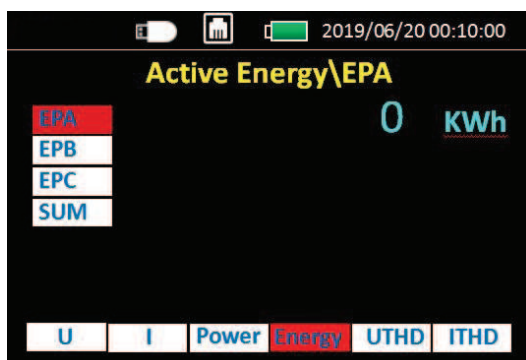 2019/06/20 00:10:00
Active Energy\EPA
EPA 0 KWh
EPB
EPC
SUM
U I Power Energy UTHD ITHD